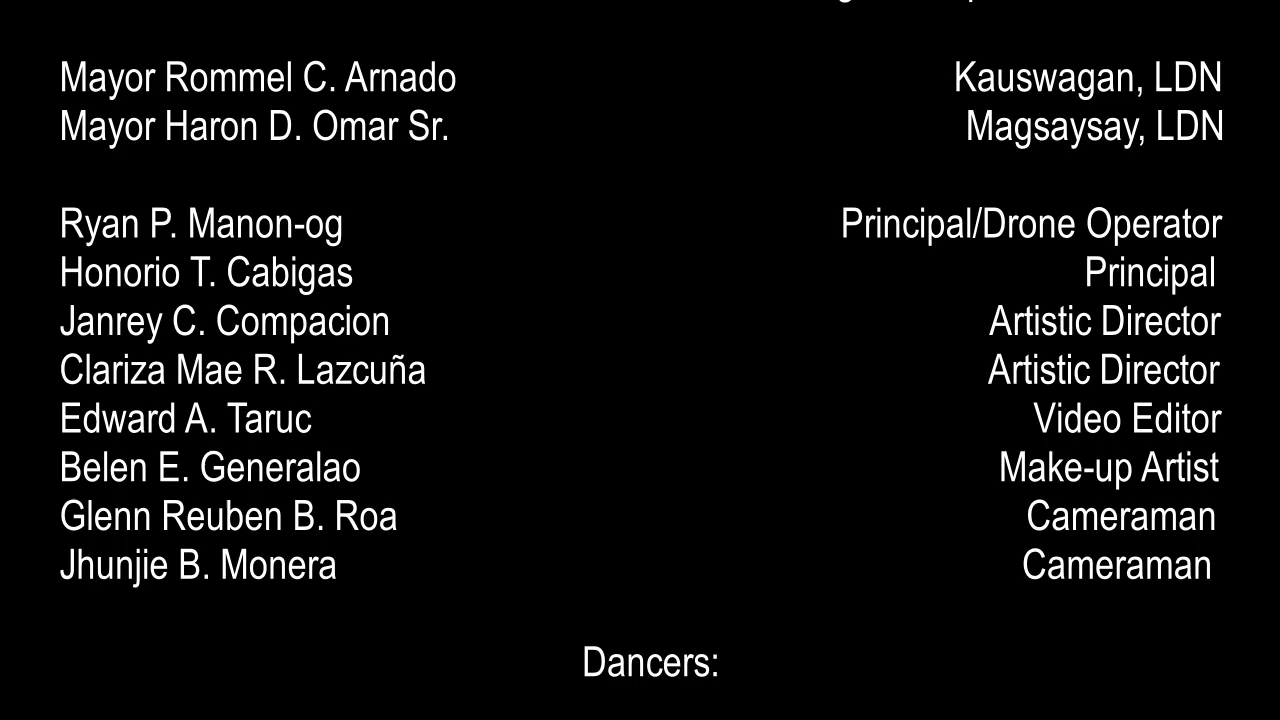 Mayor Rommel C. Arnado Kauswagan, LDN
Mayor Haron D. Omar Sr. Magsaysay, LDN
Ryan P. Manon-og Principal/Drone Operator
Honorio T. Cabigas Principal
Janrey C. Compacion Artistic Director
Clariza Mae R. Lazcuña Artistic Director
Edward A. Taruc Video Editor
Belen E. Generalao Make-up Artist
Glenn Reuben B. Roa Cameraman
Jhunjie B. Monera Cameraman
Dancers: